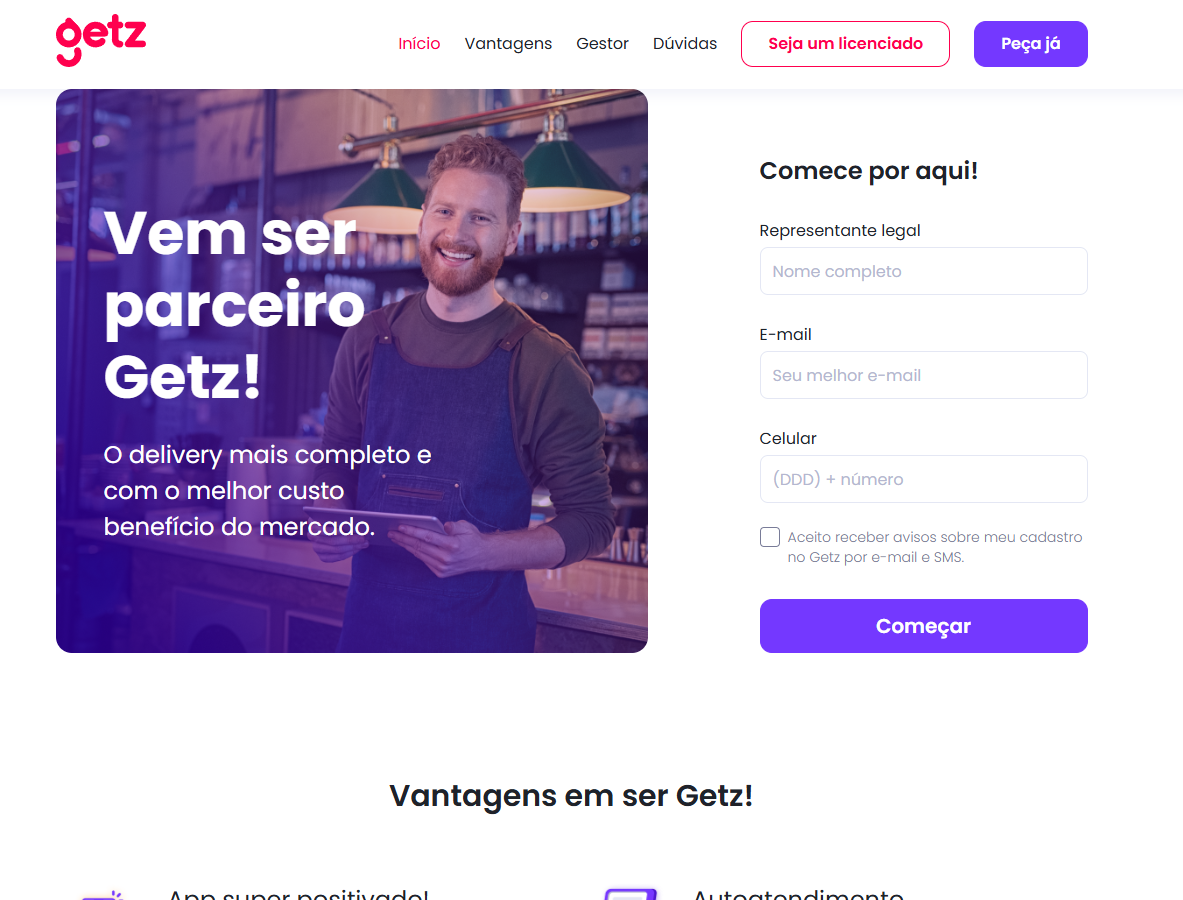 getz
Início
Vantagens
Gestor
Dúvidas
Seja um licenciado
Peça já
Vem ser
parceiro
Getz!
O delivery mais completo e
com o melhor custo
benefício do mercado.
Comece por aqui!
Representante legal
Nome completo
E-mail
Seu melhor e-mail
Celular
(DDD) + número
Aceito receber avisos sobre meu cadastro
no Getz por e-mail e SMS.
Começar
Vantagens em ser Getz!
App super positivado!
Autoatendimento